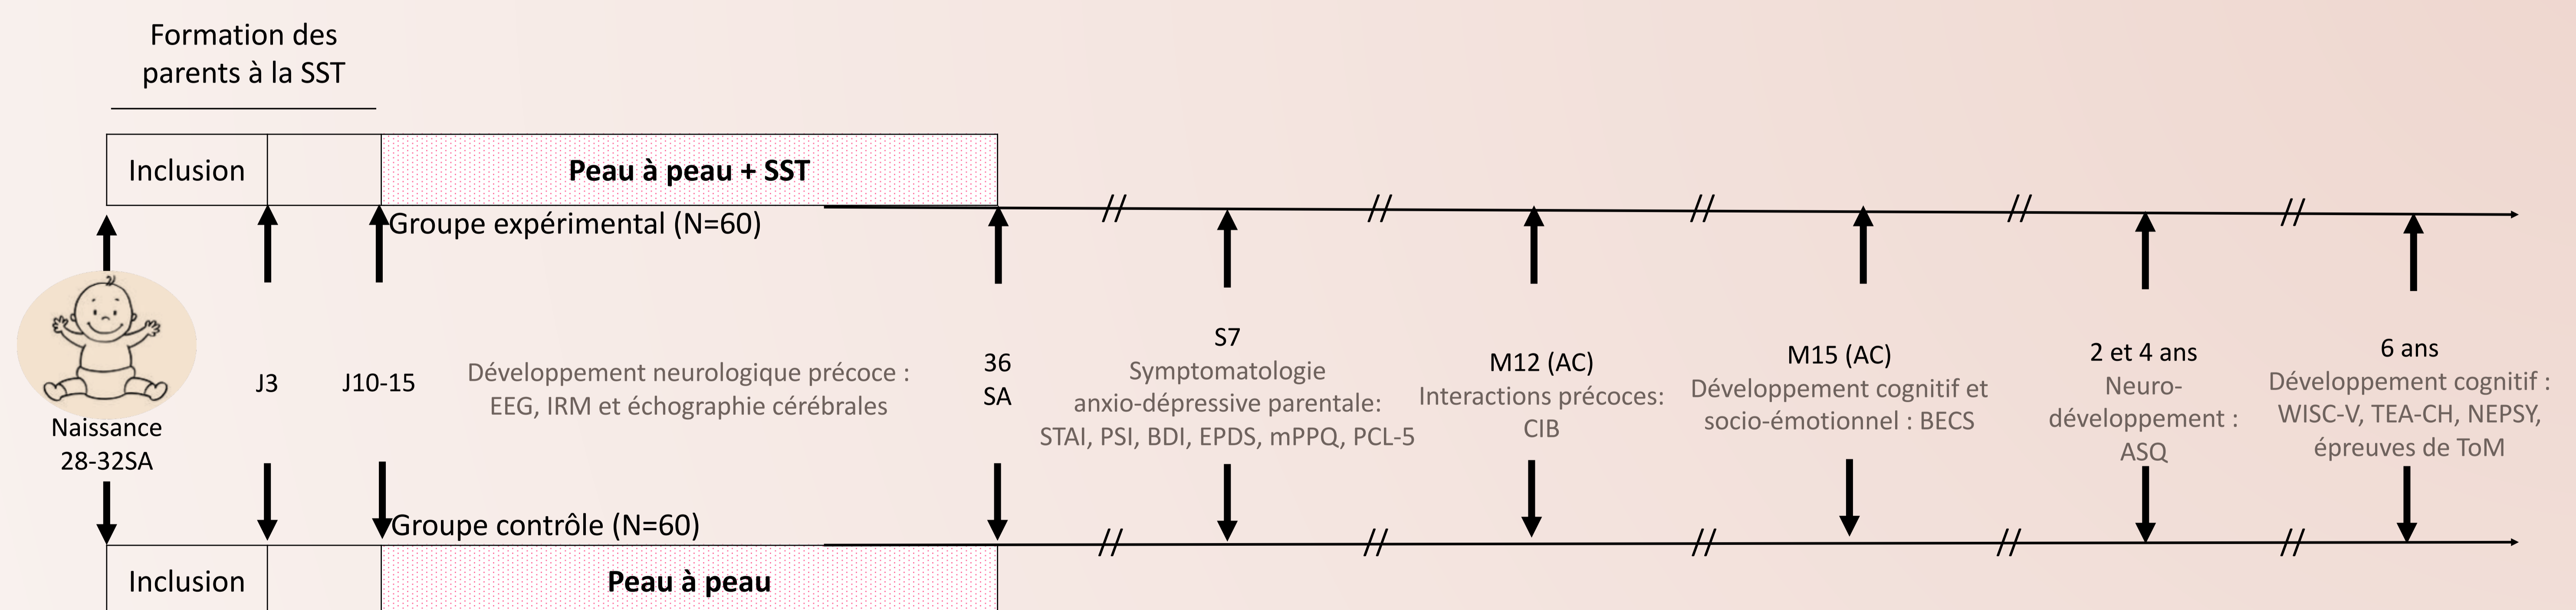 Formation des
parents à la SST
Inclusion
Peau à peau + SST
Groupe expérimental (N=60)
Naissance
28-32SA
J3
J10-15
Développement neurologique précoce :
EEG, IRM et échographie cérébrales
36
SA
S7
Symptomatologie
anxio-dépressive parentale:
STAI, PSI, BDI, EPDS, mPPQ, PCL-5
M12 (AC)
Interactions précoces:
CIB
M15 (AC)
Développement cognitif et
socio-émotionnel : BECS
2 et 4 ans
Neuro-
développement :
ASQ
6 ans
Développement cognitif :
WISC-V, TEA-CH, NEPSY,
épreuves de ToM
Groupe contrôle (N=60)
Inclusion
Peau à peau